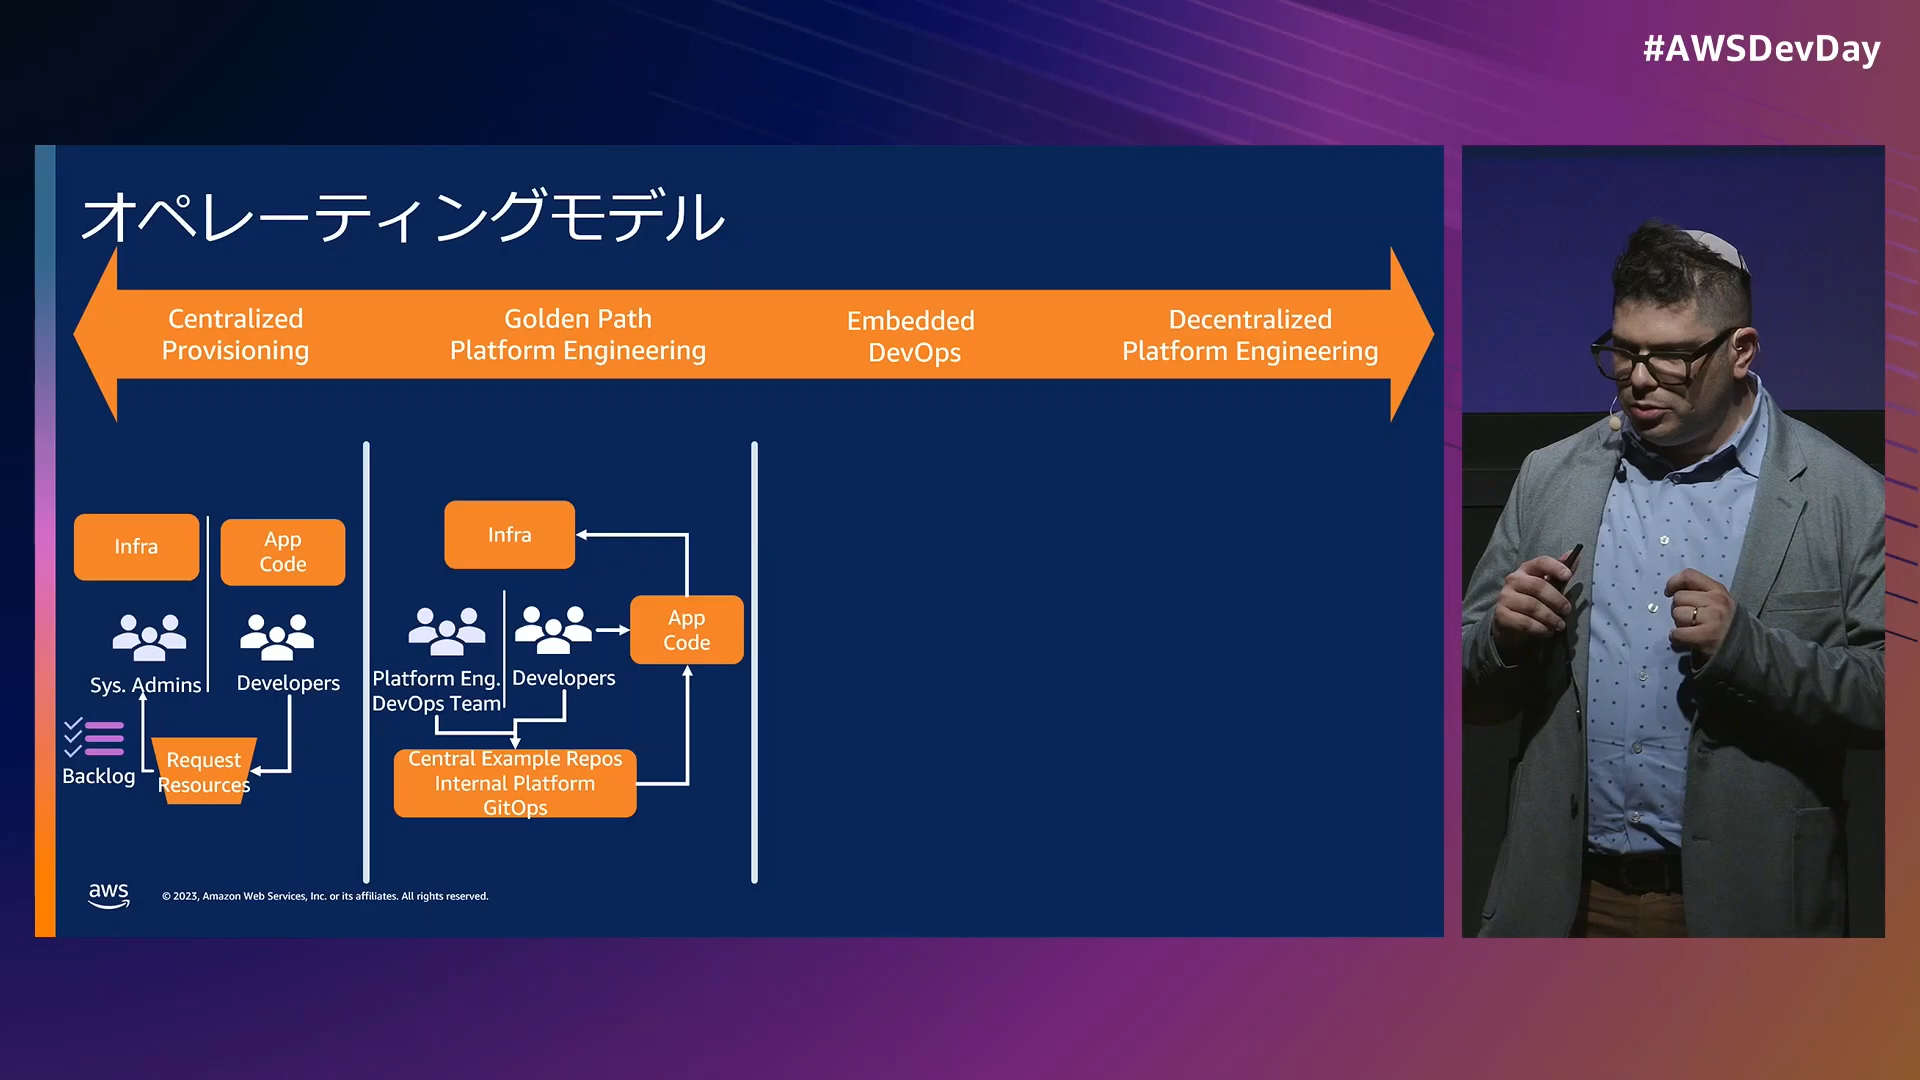 #AWSDevDay
オペレーティングモデル
Centralized
Provisioning
Golden Path
Platform Engineering
Embedded
DevOps
Decentralized
Platform Engineering
Infra
App
Code
Sys. Admins
Developers
Backlog
Request
Resources
Infra
App
Code
Platform Eng.
DevOps Team
Developers
Central Example Repos
Internal Platform
GitOps
aws
© 2023, Amazon Web Services, Inc. or its affiliates. All rights reserved.